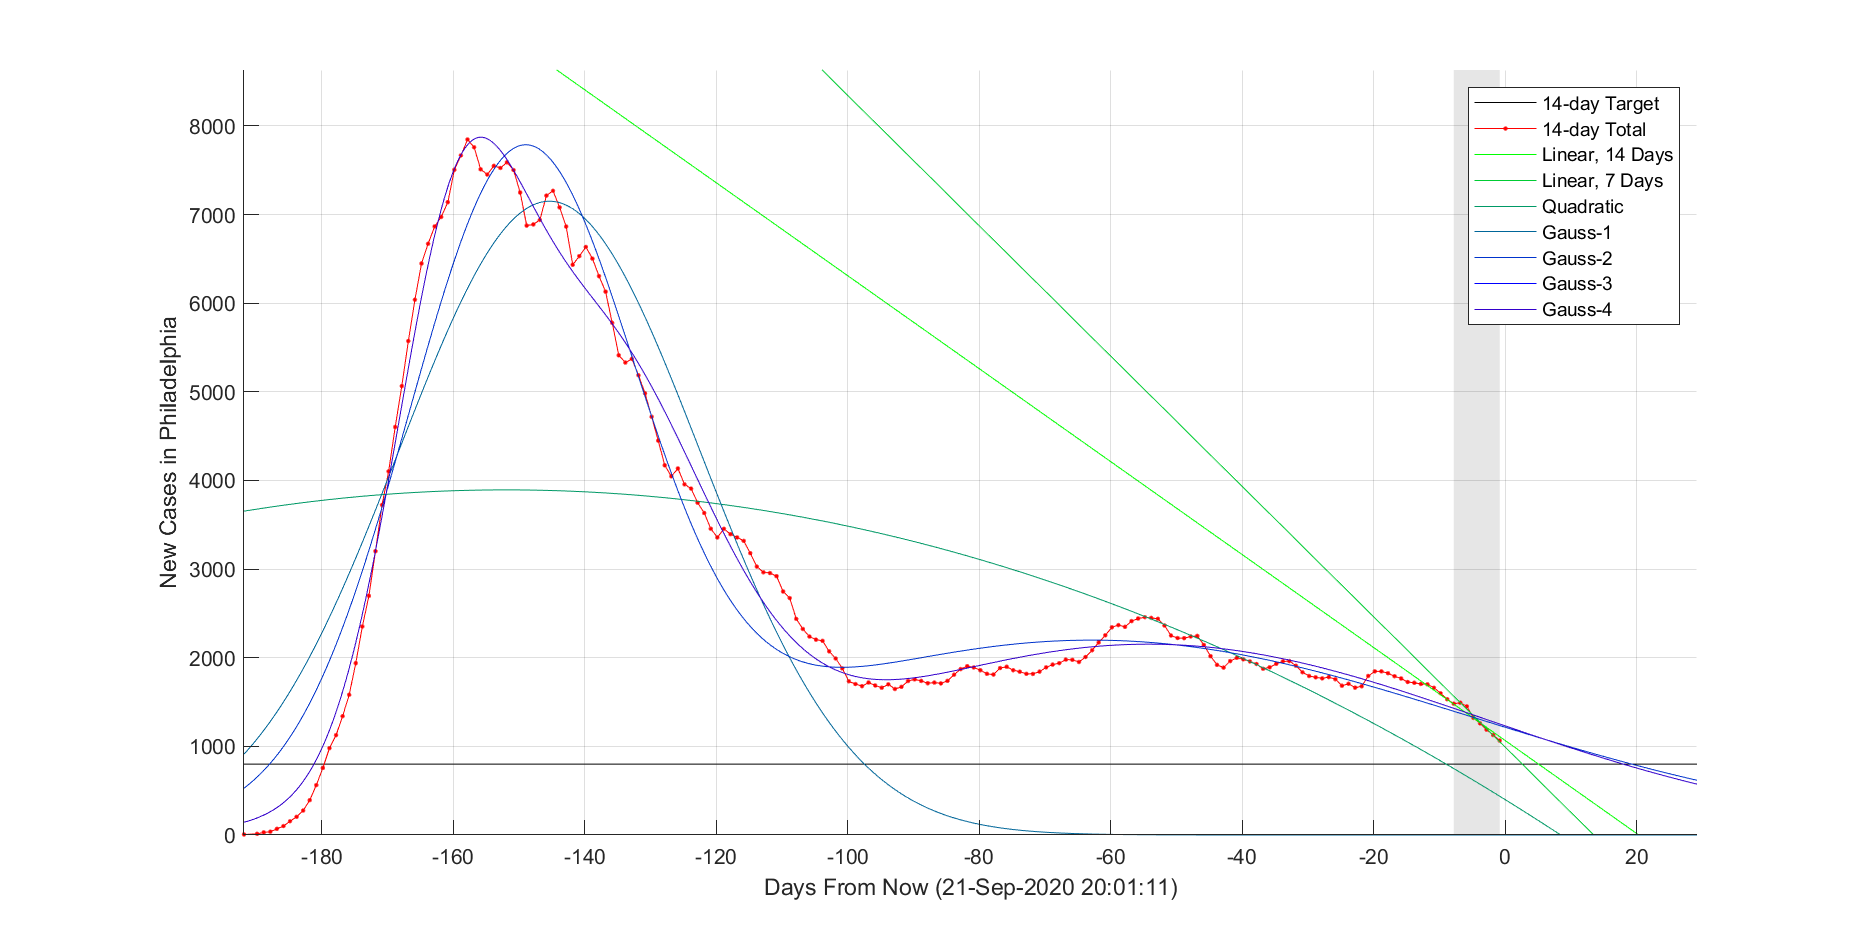 8000
7000
6000
5000
4000
3000
2000
1000
0
New Cases in Philadelphia
-180 -160 -140 -120 -100 -80 -60 -40 -20 0 20
Days From Now (21-Sep-2020 20:01:11)
14-day Target
14-day Total
Linear, 14 Days
Linear, 7 Days
Quadratic
Gauss-1
Gauss-2
Gauss-3
Gauss-4